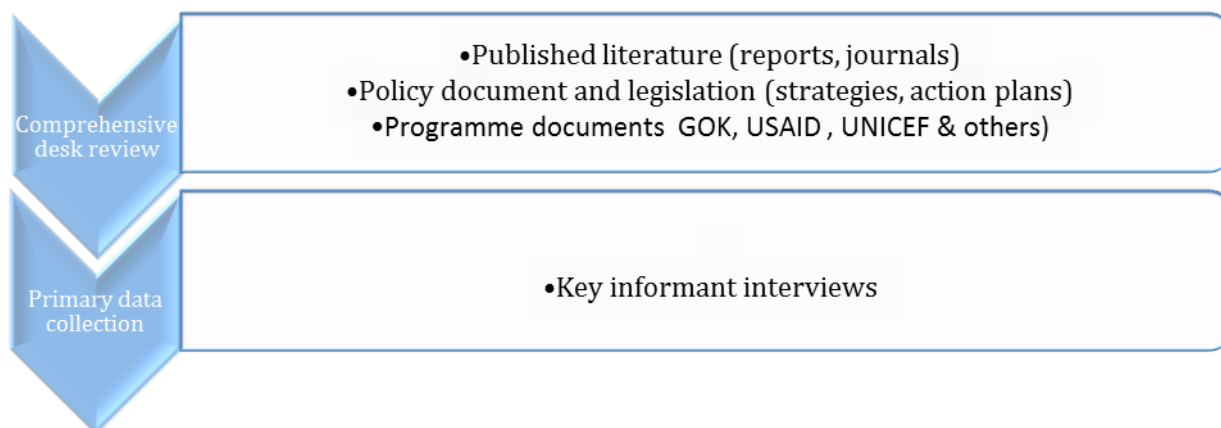 Comprehensive
desk review
•Published literature (reports, journals)
•Policy document and legislation (strategies, action plans)
•Programme documents  GOK, USAID , UNICEF & others)
Primary data
collection
•Key informant interviews